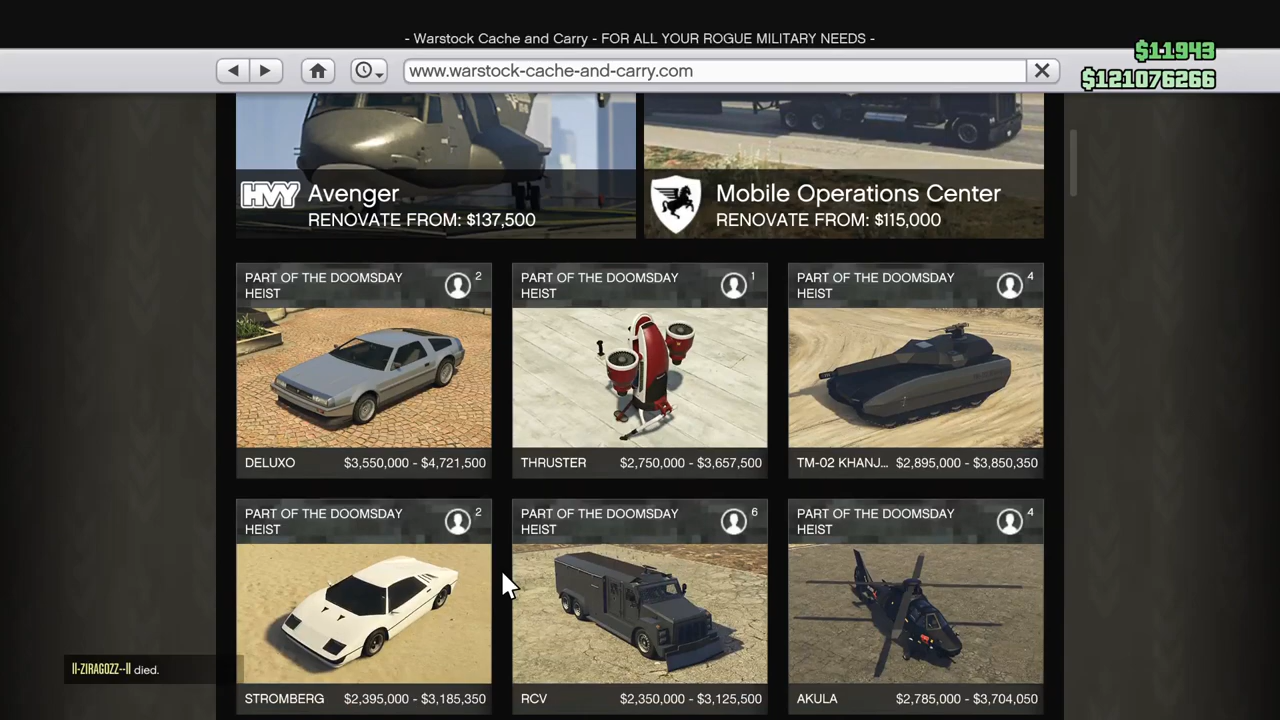 - Warstock Cache and Carry - FOR ALL YOUR ROGUE MILITARY NEEDS -
$11943
www.warstock-cache-and-carry.com
$121076266
HVY Avenger
RENOVATE FROM: $137,500
Mobile Operations Center
RENOVATE FROM: $115,000
PART OF THE DOOMSDAY
HEIST
2
PART OF THE DOOMSDAY
HEIST
1
PART OF THE DOOMSDAY
HEIST
4
DELUXO $3,550,000 - $4,721,500
THRUSTER $2,750,000 - $3,657,500
TM-02 KHANJ... $2,895,000 - $3,850,350
PART OF THE DOOMSDAY
HEIST
2
PART OF THE DOOMSDAY
HEIST
6
PART OF THE DOOMSDAY
HEIST
4
STROMBERG $2,395,000 - $3,185,350
RCV $2,350,000 - $3,125,500
AKULA $2,785,000 - $3,704,050
ll-ZIRAGOZZ--ll died.